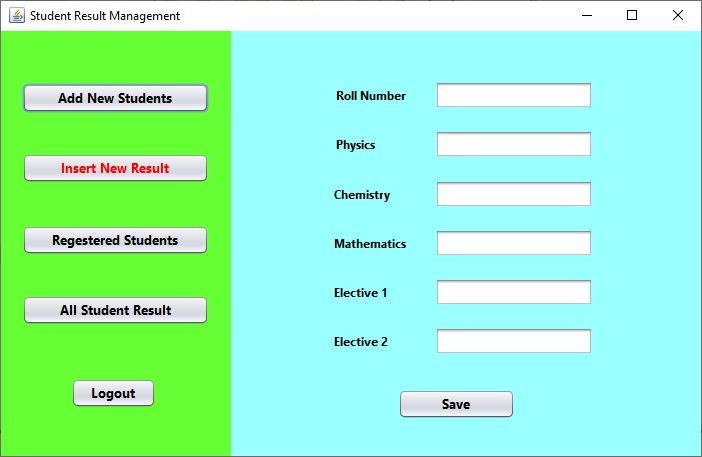 Student Result Management
Add New Students
Insert New Result
Regestered Students
All Student Result
Logout
Roll Number
Physics
Chemistry
Mathematics
Elective 1
Elective 2
Save